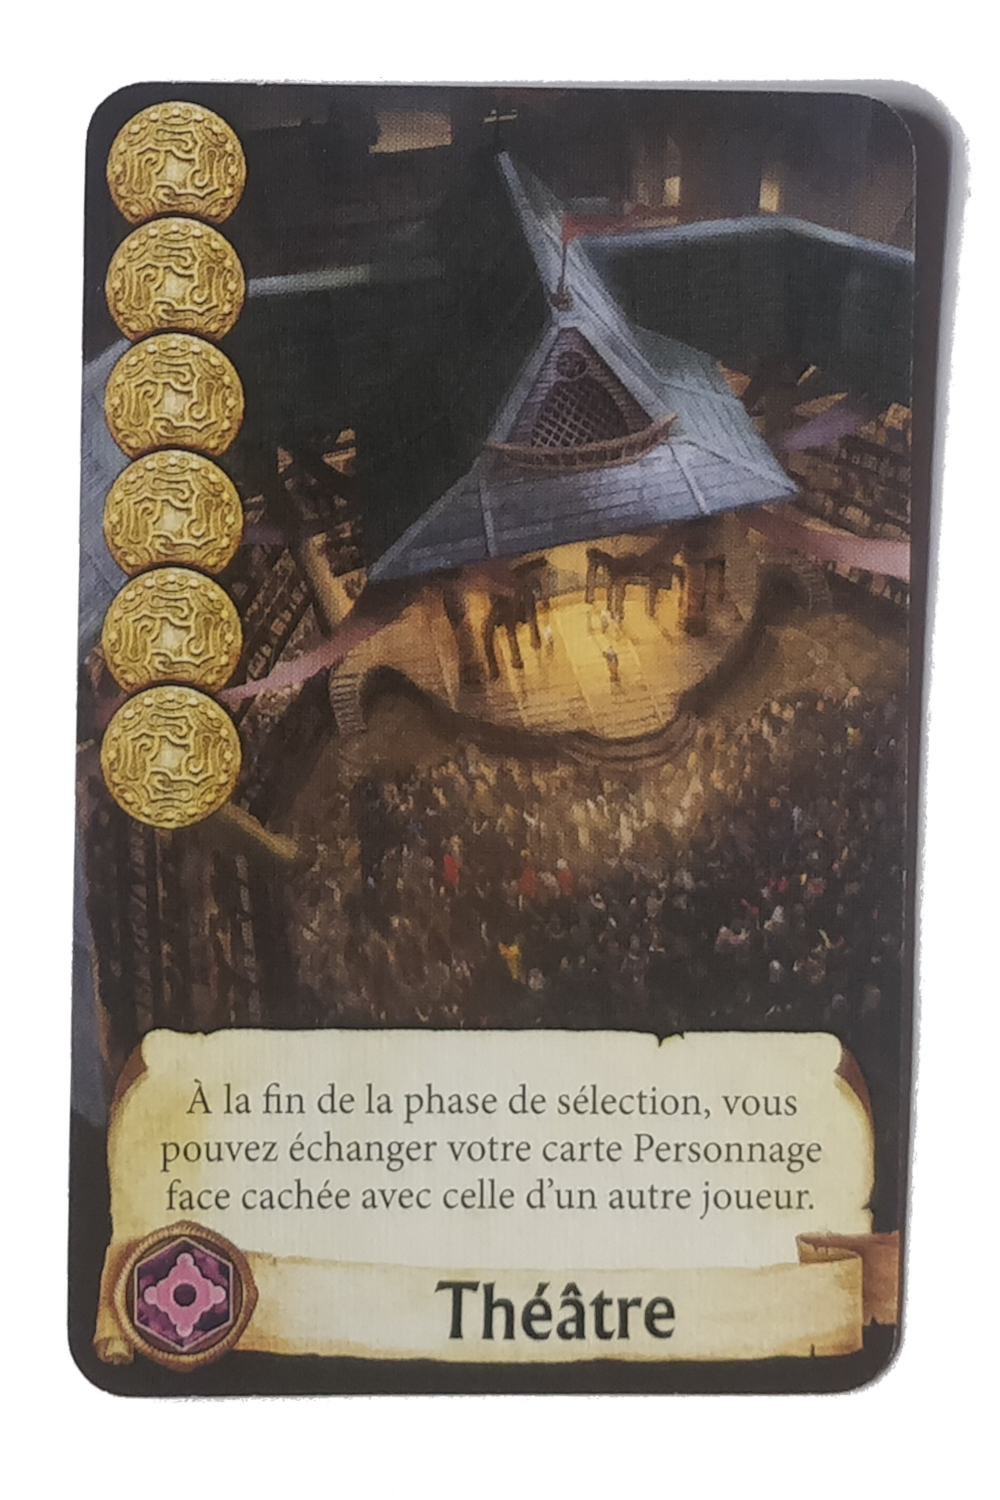 À la fin de la phase de sélection, vous
pouvez échanger votre carte Personnage
face cachée avec celle d'un autre joueur.
Théâtre